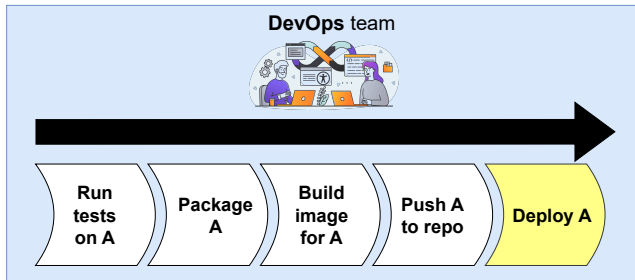 DevOps team
Run
tests
on A
Package
A
Build
image
for A
Push A
to repo
Deploy A